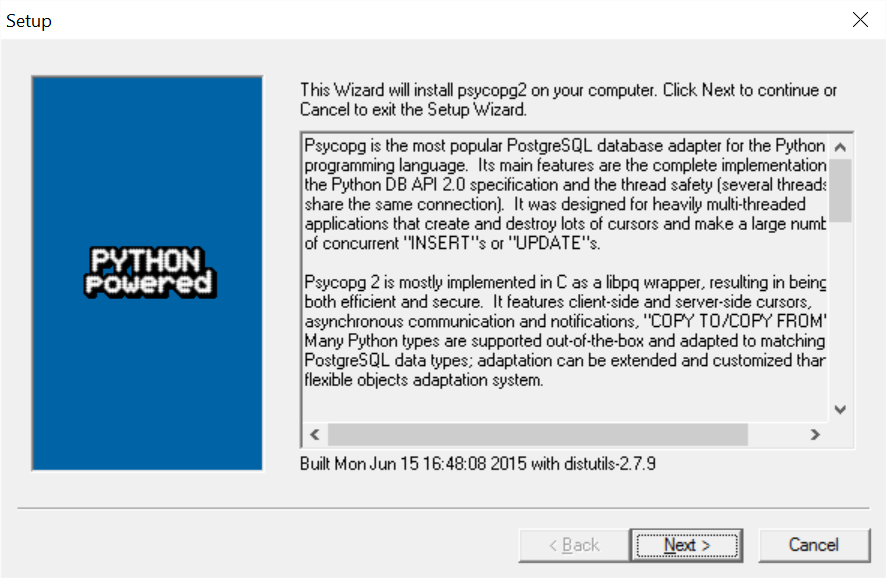 Setup
This Wizard will install psycopg2 on your computer. Click Next to continue or
Cancel to exit the Setup Wizard.
Psycopg is the most popular PostgreSQL database adapter for the Python
programming language.  Its main features are the complete implementation
the Python DB API 2.0 specification and the thread safety (several threads
share the same connection).  It was designed for heavily multi-threaded
applications that create and destroy lots of cursors and make a large numb
of concurrent "INSERT"s or "UPDATE"s.
Psycopg 2 is mostly implemented in C as a libpq wrapper, resulting in being
both efficient and secure.  It features client-side and server-side cursors,
asynchronous communication and notifications, "COPY TO/COPY FROM"
Many Python types are supported out-of-the-box and adapted to matching
PostgreSQL data types; adaptation can be extended and customized than
flexible objects adaptation system.
PYTHON
powered
Built Mon Jun 15 16:48:08 2015 with distutils-2.7.9
< Back
Next >
Cancel